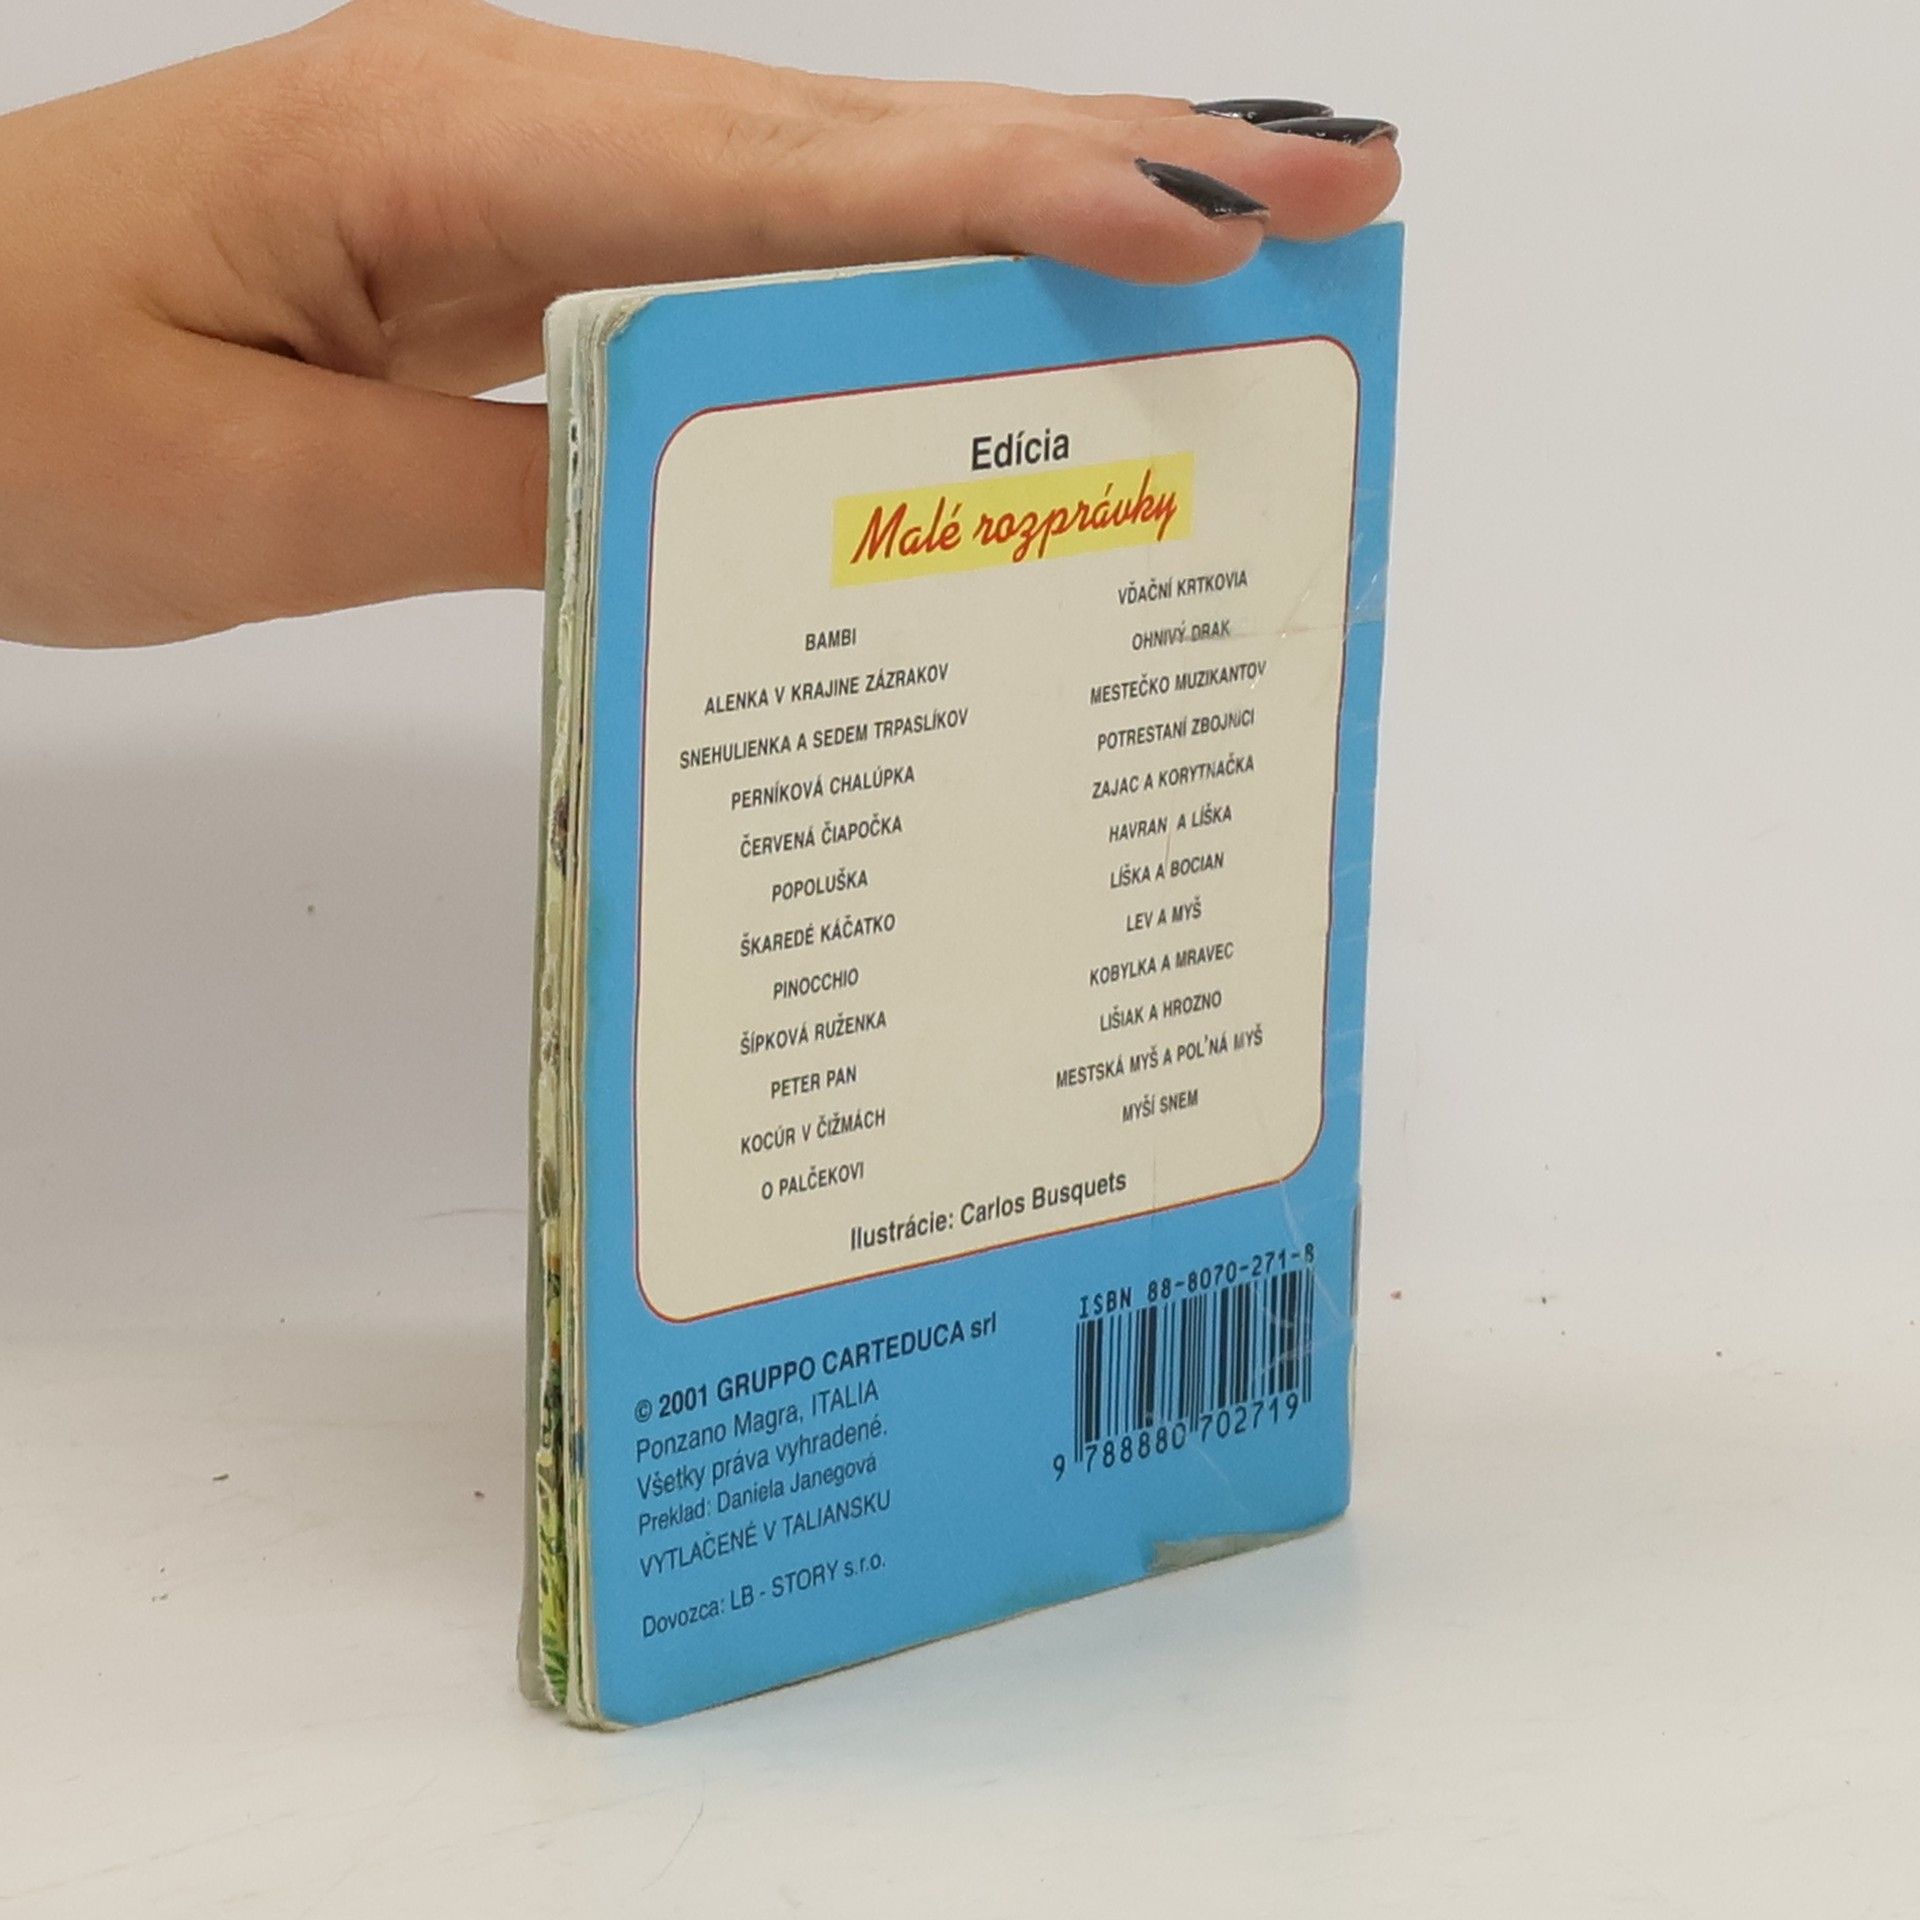 Edícia
Malé rozprávky
BAMBI
ALENKA V KRAJINE ZÁZRAKOV
SNEHULIENKA A SEDEM TRPASLÍKOV
PERNÍKOVÁ CHALÚPKA
ČERVENÁ ČIAPOČKA
POPOLUŠKA
ŠKAREDÉ KÁČATKO
PINOCCHIO
ŠÍPKOVÁ RUŽENKA
PETER PAN
KOCÚR V ČIŽMÁCH
O PALČEKOVI
VĎAČNÍ KRTKOVIA
OHNIVÝ DRAK
MESTEČKO MUZIKANTOV
POTRESTANÍ ZBOJNÍCI
ZAJAC A KORYTNAČKA
HAVRAN A LÍŠKA
LÍŠKA A BOCIAN
LEV A MYŠ
KOBYLKA A MRAVEC
LIŠIAK A HROZNO
MESTSKÁ MYŠ A POL'NÁ MYŠ
MYŠÍ SNEM
Ilustrácie: Carlos Busquets
© 2001 GRUPPO CARTEDUCA srl
Ponzano Magra, ITALIA
Všetky práva vyhradené.
Preklad: Daniela Janegová
VYTLAČENÉ V TALIANSKU
Dovozca: LB - STORY s.r.o.
ISBN 88-8070-271-8
9 788880 702719